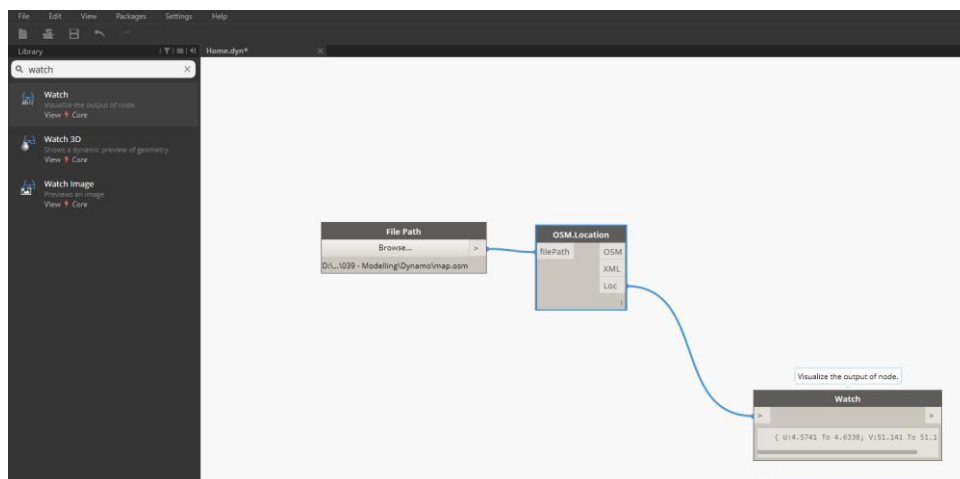 File Edit View Packages Settings Help
Library
Home.dyn*
watch
Watch
Visualize the output of node.
View Core
Watch 3D
Shows a dynamic preview of geometry.
View Core
Watch Image
Previews an image
View Core
File Path
Browse... >
D:\...\039 - Modelling\Dynamo\map.osm
OSM.Location
filePath OSM
XML
Loc
Visualize the output of node.
Watch
> >
{ U:4.5741 To 4.6338; V:51.141 To 51.1